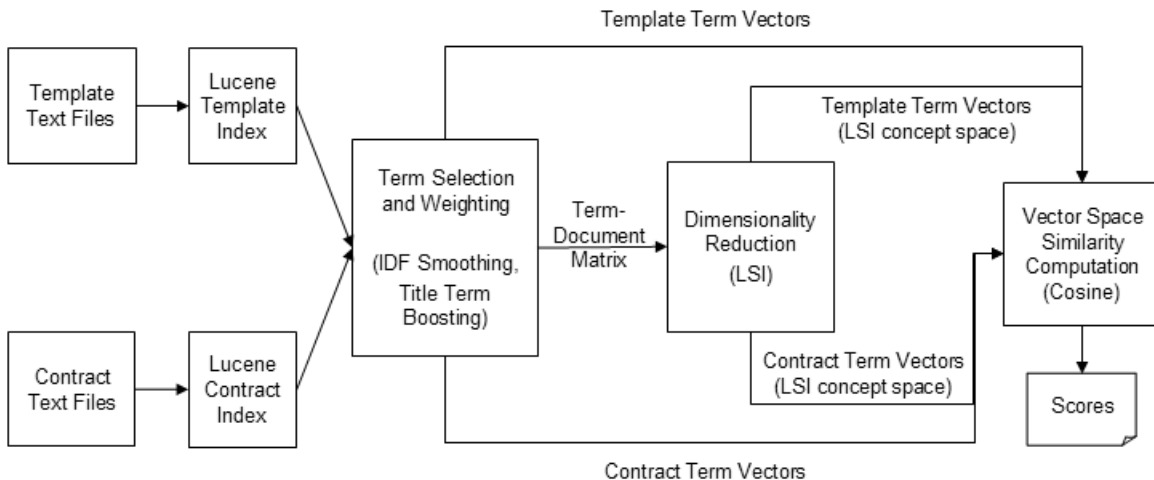 Template Term Vectors
Template
Text Files
Lucene
Template
Index
Template Term Vectors
(LSI concept space)
Term Selection
and Weighting
(IDF Smoothing,
Title Term
Boosting)
Term-
Document
Matrix
Dimensionality
Reduction
(LSI)
Vector Space
Similarity
Computation
(Cosine)
Contract
Text Files
Lucene
Contract
Index
Contract Term Vectors
(LSI concept space)
Scores
Contract Term Vectors